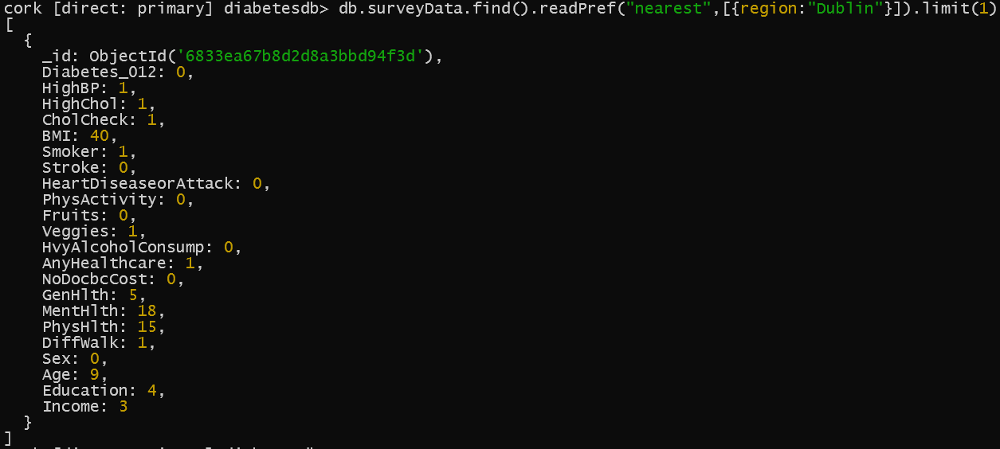 cork [direct: primary] diabetesdb> db.surveyData.find().readPref("nearest",[{region:"Dublin"}]).limit(1)
[
  {
    _id: ObjectId('6833ea67b8d2d8a3bbd94f3d'),
    Diabetes_012: 0,
    HighBP: 1,
    HighChol: 1,
    CholCheck: 1,
    BMI: 40,
    Smoker: 1,
    Stroke: 0,
    HeartDiseaseorAttack: 0,
    PhysActivity: 0,
    Fruits: 0,
    Veggies: 1,
    HvyAlcoholConsump: 0,
    AnyHealthcare: 1,
    NoDocbcCost: 0,
    GenHlth: 5,
    MentHlth: 18,
    PhysHlth: 15,
    DiffWalk: 1,
    Sex: 0,
    Age: 9,
    Education: 4,
    Income: 3
  }
]